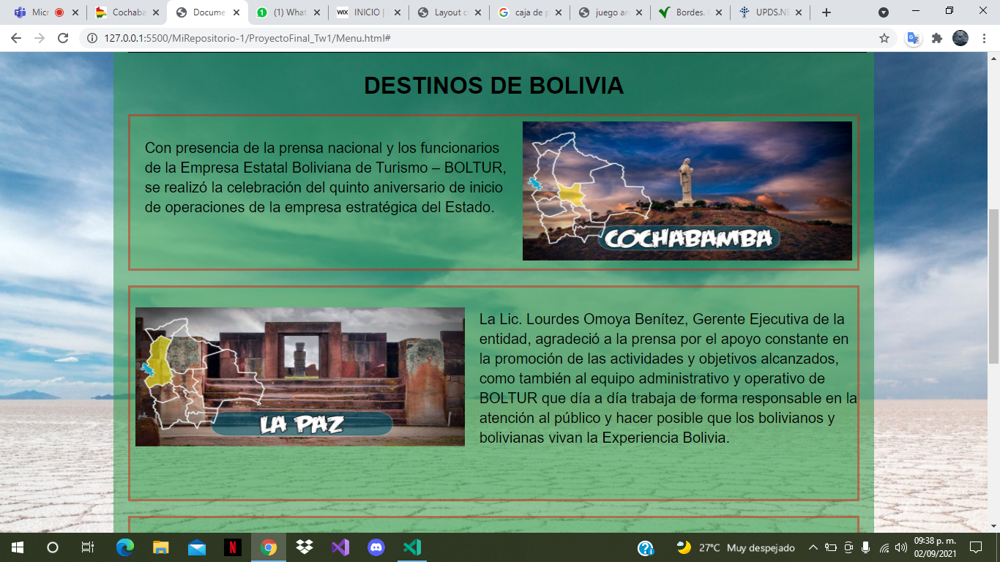 Micr
Cochaba
Docume
(1) What
WIX INICIO |
Layout c
caja de p
juego an
Bordes.
UPDS.NE
127.0.0.1:5500/MiRepositorio-1/ProyectoFinal_Tw1/Menu.html#
DESTINOS DE BOLIVIA
Con presencia de la prensa nacional y los funcionarios
de la Empresa Estatal Boliviana de Turismo – BOLTUR,
se realizó la celebración del quinto aniversario de inicio
de operaciones de la empresa estratégica del Estado.
COCHABAMBA
LA PAZ
La Lic. Lourdes Omoya Benítez, Gerente Ejecutiva de la
entidad, agradeció a la prensa por el apoyo constante en
la promoción de las actividades y objetivos alcanzados,
como también al equipo administrativo y operativo de
BOLTUR que día a día trabaja de forma responsable en la
atención al público y hacer posible que los bolivianos y
bolivianas vivan la Experiencia Bolivia.
27°C Muy despejado
09:38 p. m.
02/09/2021